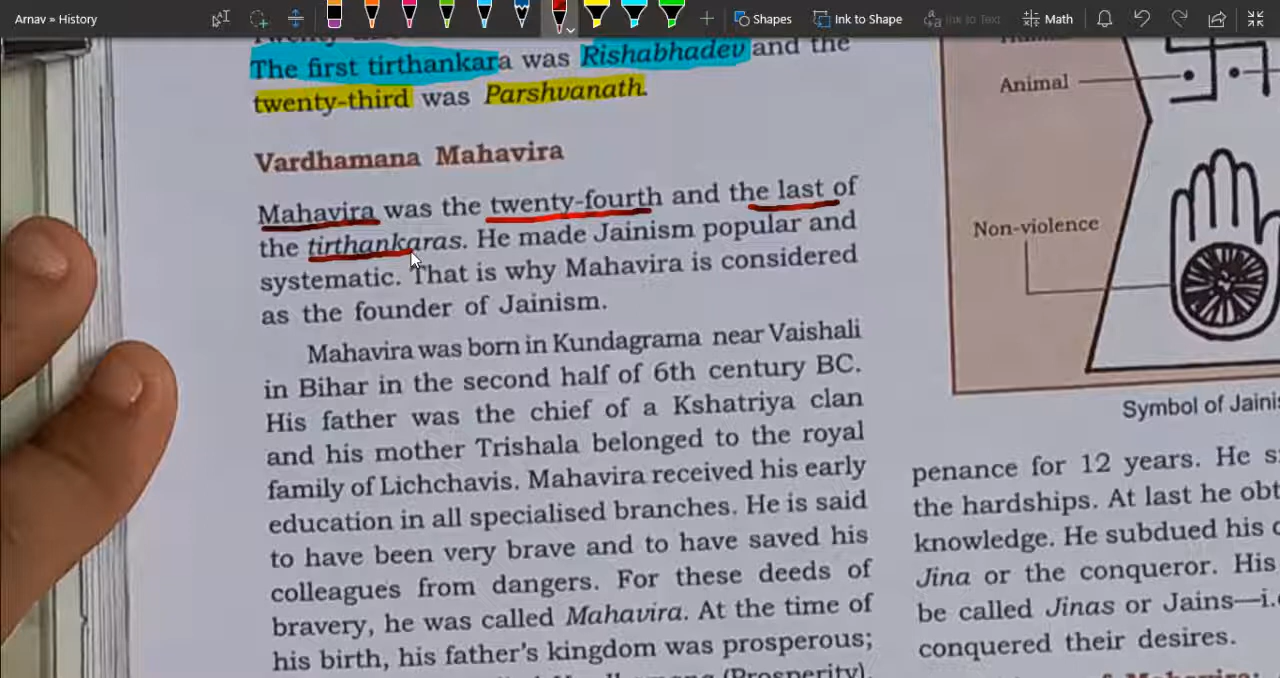 Arnav » History
Shapes
Ink to Shape
Ink to Text
Math
The first tirthankara was Rishabhadev and the
twenty-third was Parshvanath.
Vardhamana Mahavira
Mahavira was the twenty-fourth and the last of
the tirthankaras. He made Jainism popular and
systematic. That is why Mahavira is considered
as the founder of Jainism.
Mahavira was born in Kundagrama near Vaishali
in Bihar in the second half of 6th century BC.
His father was the chief of a Kshatriya clan
and his mother Trishala belonged to the royal
family of Lichchavis. Mahavira received his early
education in all specialised branches. He is said
to have been very brave and to have saved his
colleagues from dangers. For these deeds of
bravery, he was called Mahavira. At the time of
his birth, his father's kingdom was prosperous;
(Prosperity).
Animal
Non-violence
Symbol of
penance for 12 years. He
the hardships. At last he
knowledge. He subdued his
Jina or the conqueror. His
be called Jinas or Jains—i.e
conquered their desires.